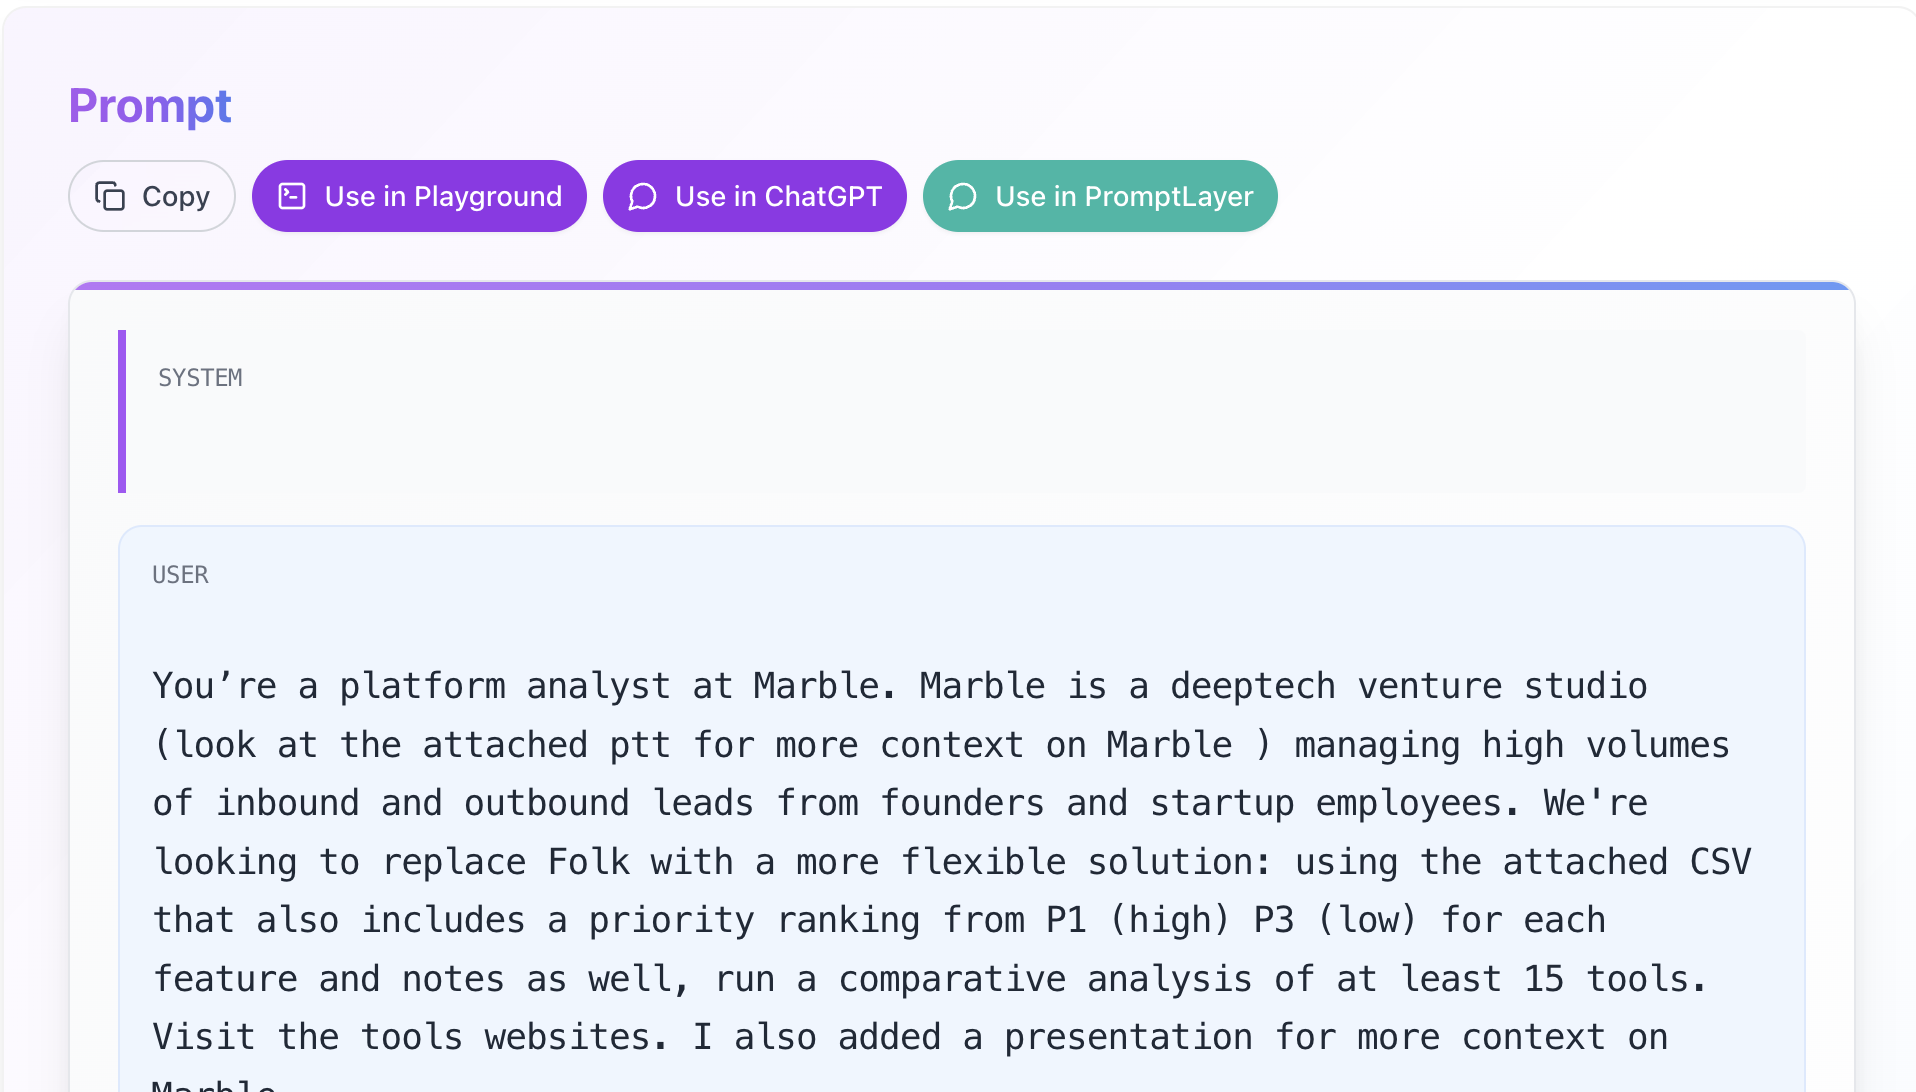 Prompt
Copy
Use in Playground
Use in ChatGPT
Use in PromptLayer
SYSTEM
USER
You’re a platform analyst at Marble. Marble is a deeptech venture studio
(look at the attached ptt for more context on Marble ) managing high volumes
of inbound and outbound leads from founders and startup employees. We're
looking to replace Folk with a more flexible solution: using the attached CSV
that also includes a priority ranking from P1 (high) P3 (low) for each
feature and notes as well, run a comparative analysis of at least 15 tools.
Visit the tools websites. I also added a presentation for more context on
Marble